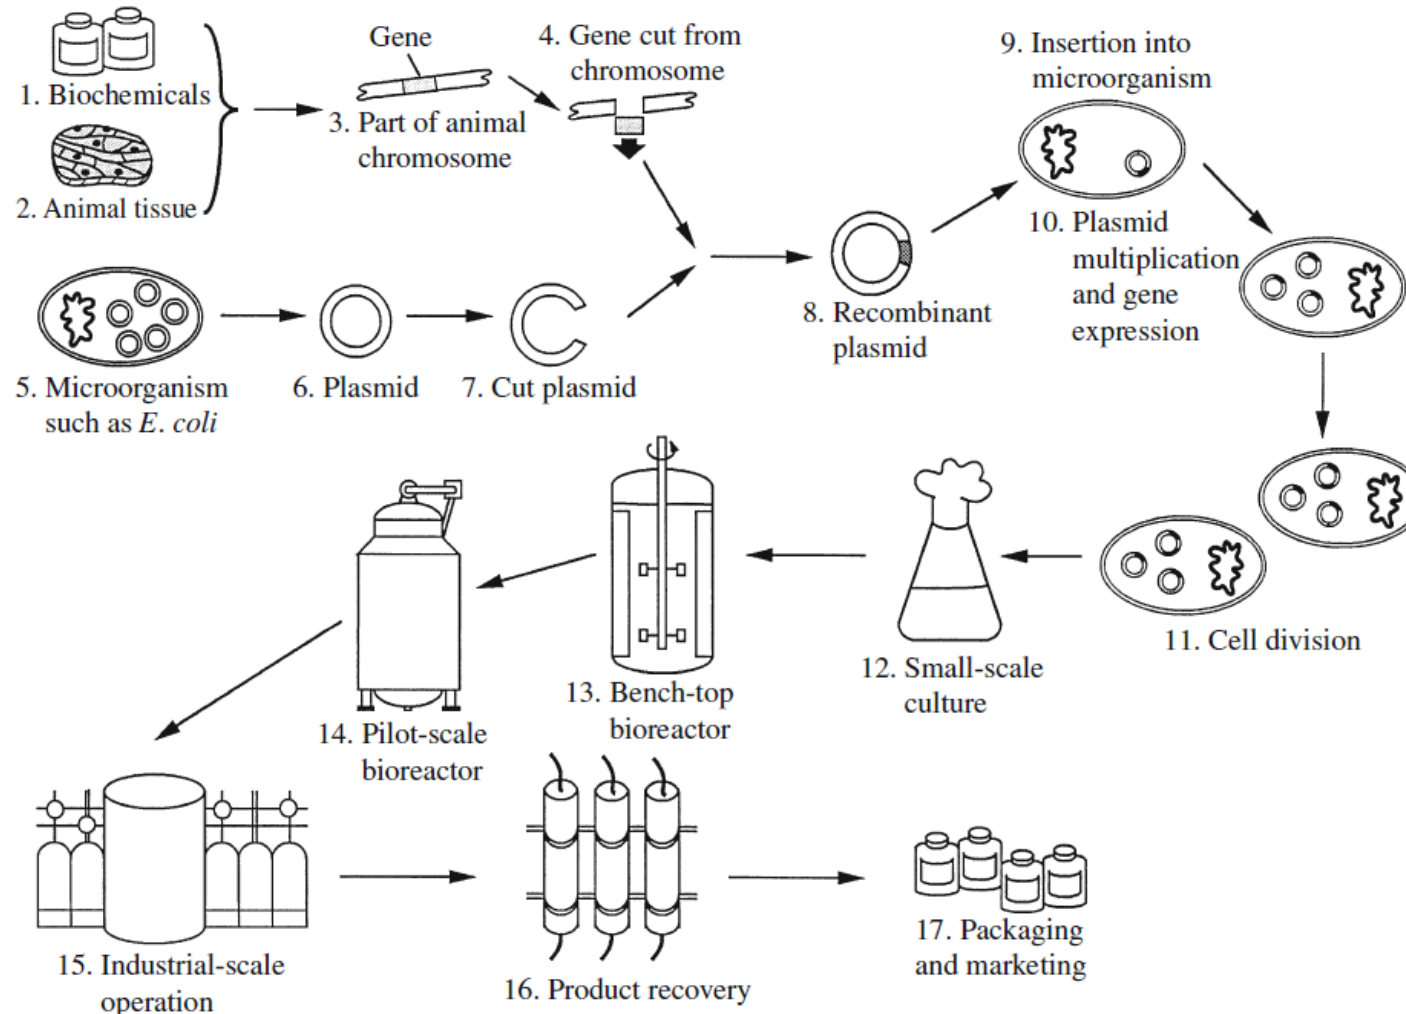 1. Biochemicals
2. Animal tissue
Gene
3. Part of animal
chromosome
4. Gene cut from
chromosome
5. Microorganism
such as E. coli
6. Plasmid
7. Cut plasmid
8. Recombinant
plasmid
9. Insertion into
microorganism
10. Plasmid
multiplication
and gene
expression
11. Cell division
12. Small-scale
culture
13. Bench-top
bioreactor
14. Pilot-scale
bioreactor
15. Industrial-scale
operation
16. Product recovery
17. Packaging
and marketing